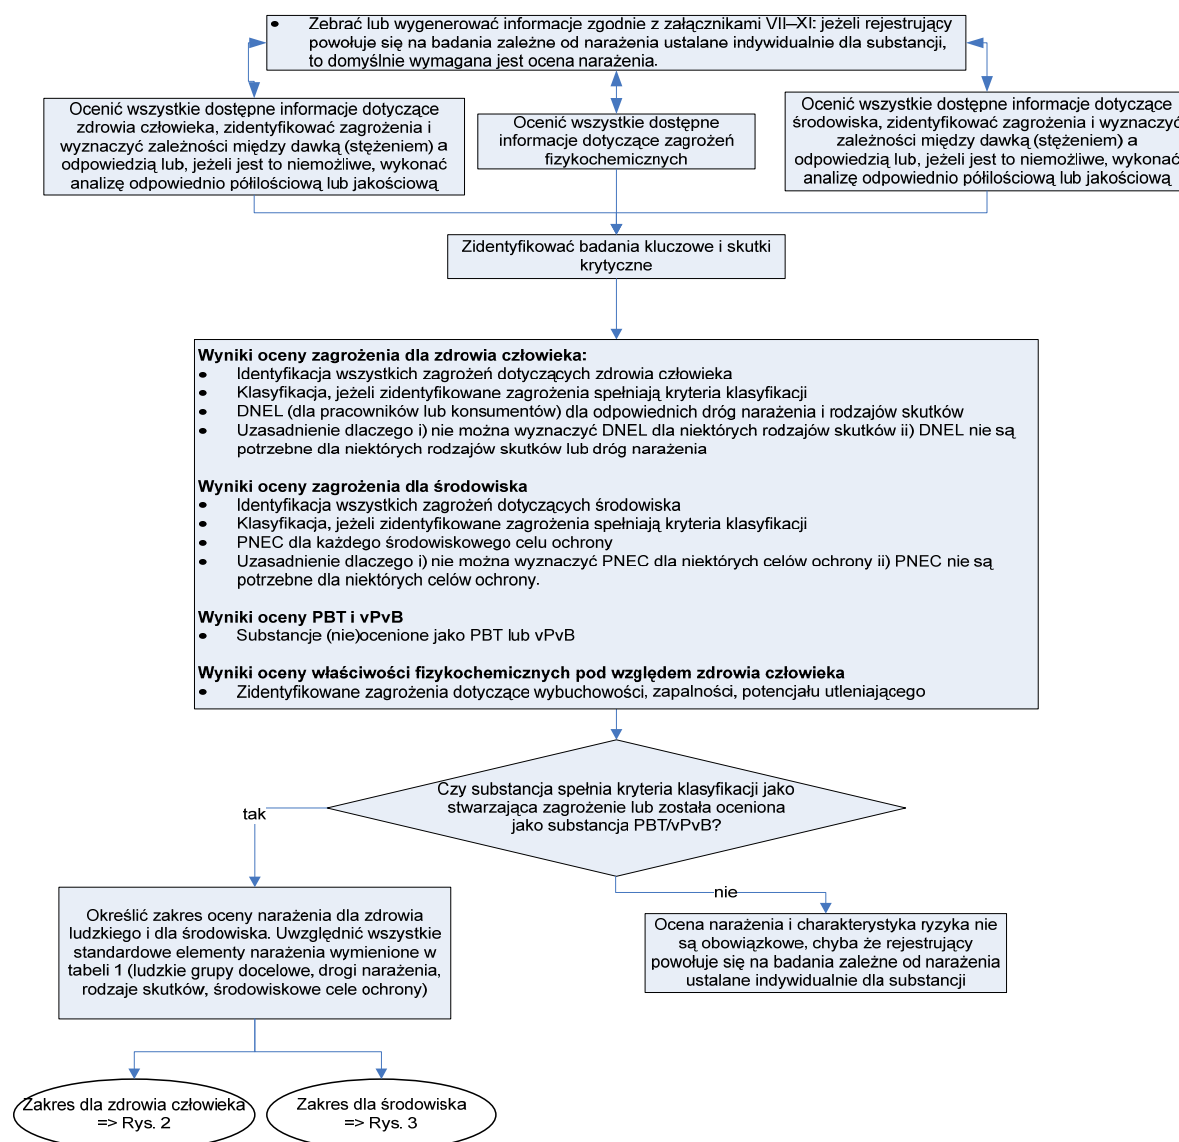 • Zebrać lub wygenerować informacje zgodnie z załącznikami VII–XI: jeżeli rejestrujący
powołuje się na badania zależne od narażenia ustalane indywidualnie dla substancji,
to domyślnie wymagana jest ocena narażenia.
Ocenić wszystkie dostępne informacje dotyczące
zdrowia człowieka, zidentyfikować zagrożenia i
wyznaczyć zależności między dawką (stężeniem) a
odpowiedzią lub, jeżeli jest to niemożliwe, wykonać
analizę odpowiednio półilościową lub jakościową
Ocenić wszystkie dostępne
informacje dotyczące zagrożeń
fizykochemicznych
Ocenić wszystkie dostępne informacje dotyczące
środowiska, zidentyfikować zagrożenia i wyznaczyć
zależności między dawką (stężeniem) a
odpowiedzią lub, jeżeli jest to niemożliwe, wykonać
analizę odpowiednio półilościową lub jakościową
Zidentyfikować badania kluczowe i skutki
krytyczne
Wyniki oceny zagrożenia dla zdrowia człowieka:
• Identyfikacja wszystkich zagrożeń dotyczących zdrowia człowieka
• Klasyfikacja, jeżeli zidentyfikowane zagrożenia spełniają kryteria klasyfikacji
• DNEL (dla pracowników lub konsumentów) dla odpowiednich dróg narażenia i rodzajów skutków
• Uzasadnienie dlaczego i) nie można wyznaczyć DNEL dla niektórych rodzajów skutków ii) DNEL nie są
potrzebne dla niektórych rodzajów skutków lub dróg narażenia
Wyniki oceny zagrożenia dla środowiska
• Identyfikacja wszystkich zagrożeń dotyczących środowiska
• Klasyfikacja, jeżeli zidentyfikowane zagrożenia spełniają kryteria klasyfikacji
• PNEC dla każdego środowiskowego celu ochrony
• Uzasadnienie dlaczego i) nie można wyznaczyć PNEC dla niektórych celów ochrony ii) PNEC nie są
potrzebne dla niektórych celów ochrony.
Wyniki oceny PBT i vPvB
• Substancje (nie)ocenione jako PBT lub vPvB
Wyniki oceny właściwości fizykochemicznych pod względem zdrowia człowieka
• Zidentyfikowane zagrożenia dotyczące wybuchowości, zapalności, potencjału utleniającego
Czy substancja spełnia kryteria klasyfikacji jako
stwarzająca zagrożenie lub została oceniona
jako substancja PBT/vPvB?
tak
nie
Określić zakres oceny narażenia dla zdrowia
ludzkiego i dla środowiska. Uwzględnić wszystkie
standardowe elementy narażenia wymienione w
tabeli 1 (ludzkie grupy docelowe, drogi narażenia,
rodzaje skutków, środowiskowe cele ochrony)
Ocena narażenia i charakterystyka ryzyka nie
są obowiązkowe, chyba że rejestrujący
powołuje się na badania zależne od narażenia
ustalane indywidualnie dla substancji
Zakres dla zdrowia człowieka
=> Rys. 2
Zakres dla środowiska
=> Rys. 3